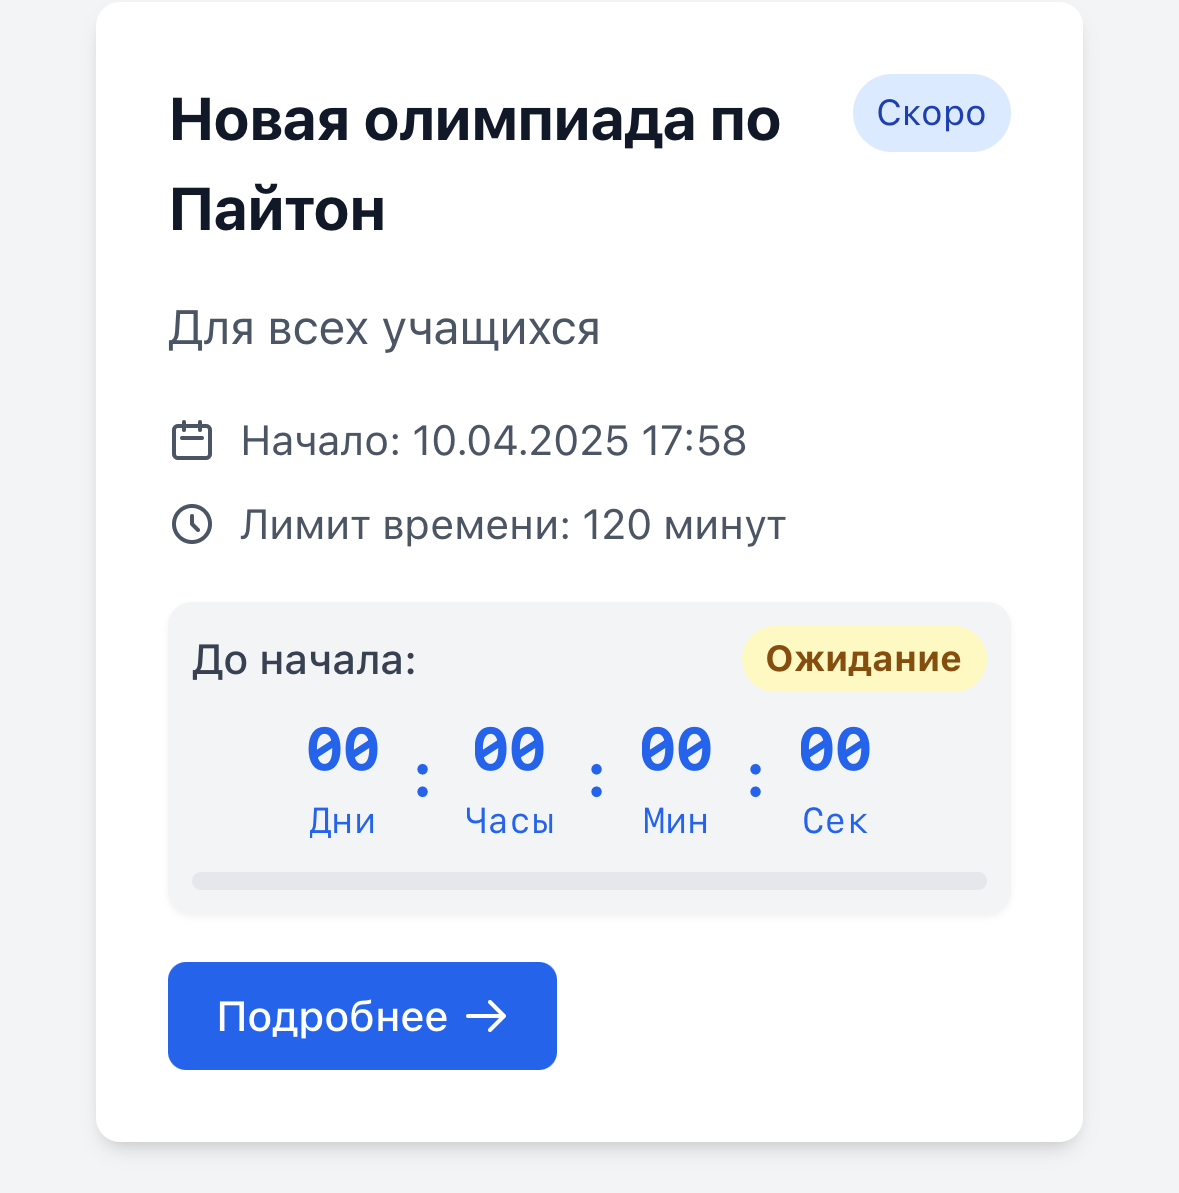 Новая олимпиада по
Пайтон
Скоро
Для всех учащихся
Начало: 10.04.2025 17:58
Лимит времени: 120 минут
До начала:
Ожидание
00 : 00 : 00 : 00
Дни Часы Мин Сек
Подробнее →